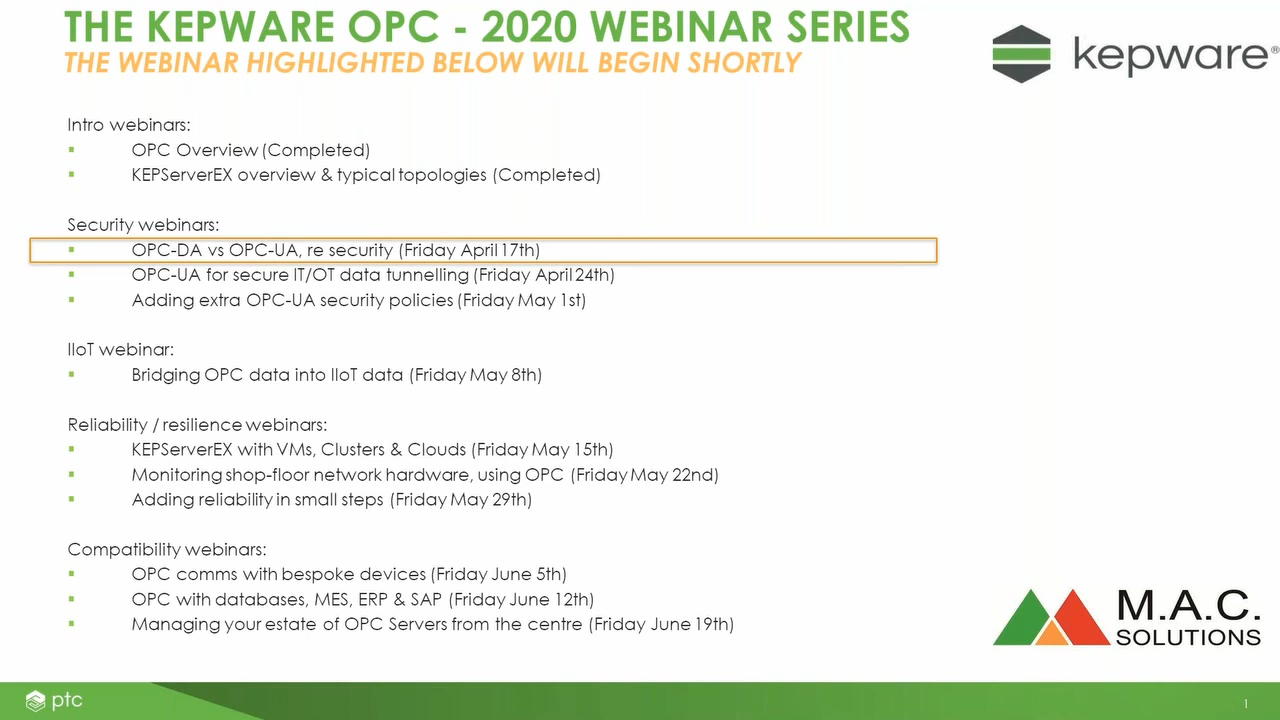 THE KEPWARE OPC - 2020 WEBINAR SERIES
THE WEBINAR HIGHLIGHTED BELOW WILL BEGIN SHORTLY
kepware®
Intro webinars:
▪ OPC Overview (Completed)
▪ KEPServerEX overview & typical topologies (Completed)
Security webinars:
▪ OPC-DA vs OPC-UA, re security (Friday April 17th)
▪ OPC-UA for secure IT/OT data tunnelling (Friday April 24th)
▪ Adding extra OPC-UA security policies (Friday May 1st)
IIoT webinar:
▪ Bridging OPC data into IIoT data (Friday May 8th)
Reliability / resilience webinars:
▪ KEPServerEX with VMs, Clusters & Clouds (Friday May 15th)
▪ Monitoring shop-floor network hardware, using OPC (Friday May 22nd)
▪ Adding reliability in small steps (Friday May 29th)
Compatibility webinars:
▪ OPC comms with bespoke devices (Friday June 5th)
▪ OPC with databases, MES, ERP & SAP (Friday June 12th)
▪ Managing your estate of OPC Servers from the centre (Friday June 19th)
M.A.C.
SOLUTIONS
ptc
1